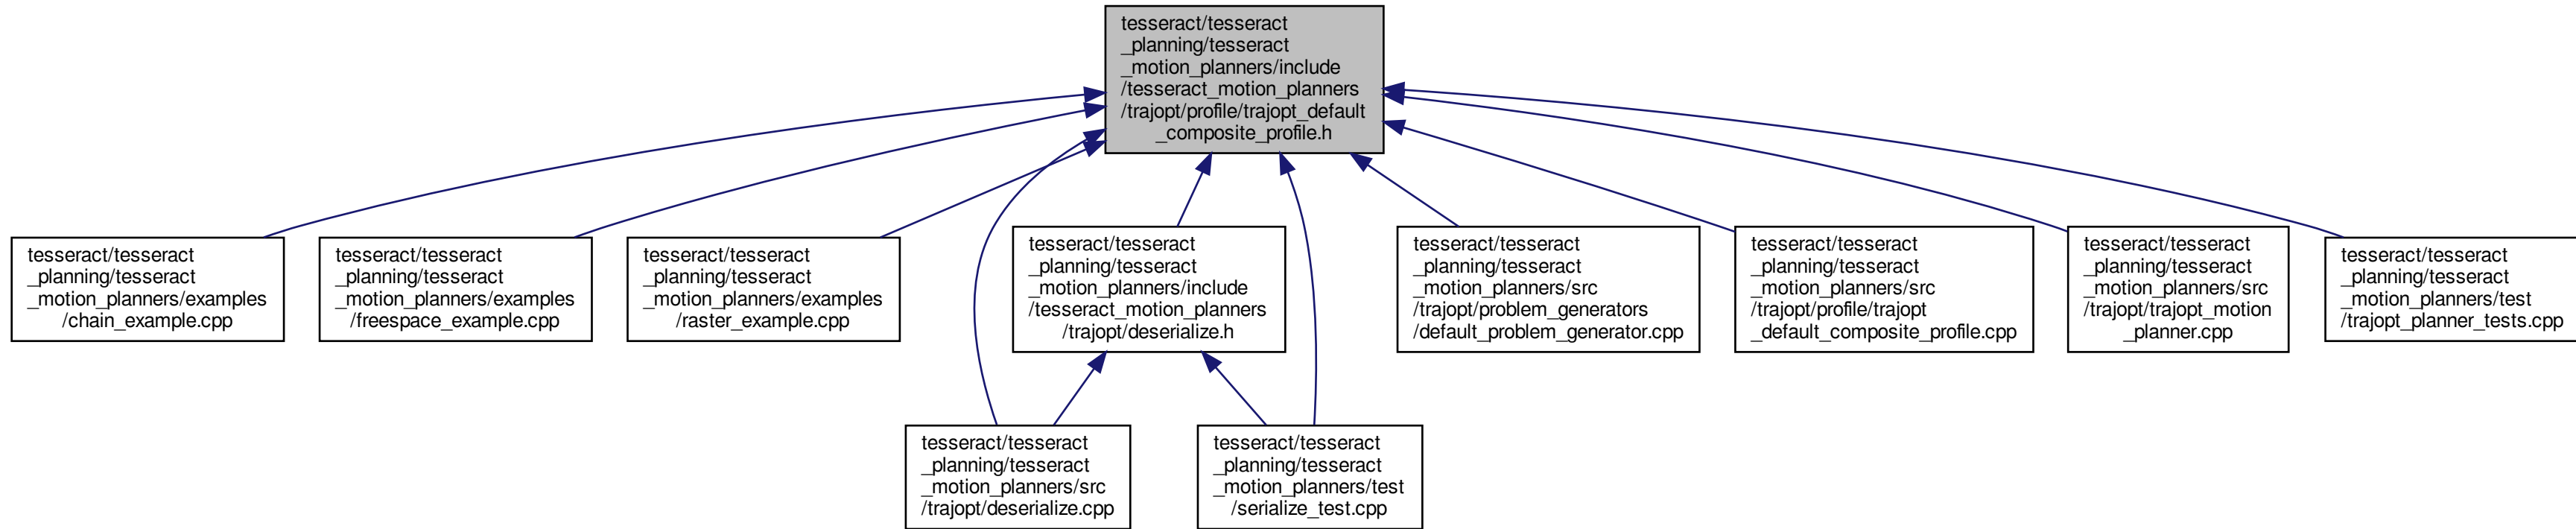 tesseract/tesseract
_planning/tesseract
_motion_planners/include
/tesseract_motion_planners
/trajopt/profile/trajopt_default
_composite_profile.h
tesseract/tesseract
_planning/tesseract
_motion_planners/examples
/chain_example.cpp
tesseract/tesseract
_planning/tesseract
_motion_planners/examples
/freespace_example.cpp
tesseract/tesseract
_planning/tesseract
_motion_planners/examples
/raster_example.cpp
tesseract/tesseract
_planning/tesseract
_motion_planners/include
/tesseract_motion_planners
/trajopt/deserialize.h
tesseract/tesseract
_planning/tesseract
_motion_planners/src
/trajopt/problem_generators
/default_problem_generator.cpp
tesseract/tesseract
_planning/tesseract
_motion_planners/src
/trajopt/profile/trajopt
_default_composite_profile.cpp
tesseract/tesseract
_planning/tesseract
_motion_planners/src
/trajopt/trajopt_motion
_planner.cpp
tesseract/tesseract
_planning/tesseract
_motion_planners/test
/trajopt_planner_tests.cpp
tesseract/tesseract
_planning/tesseract
_motion_planners/src
/trajopt/deserialize.cpp
tesseract/tesseract
_planning/tesseract
_motion_planners/test
/serialize_test.cpp